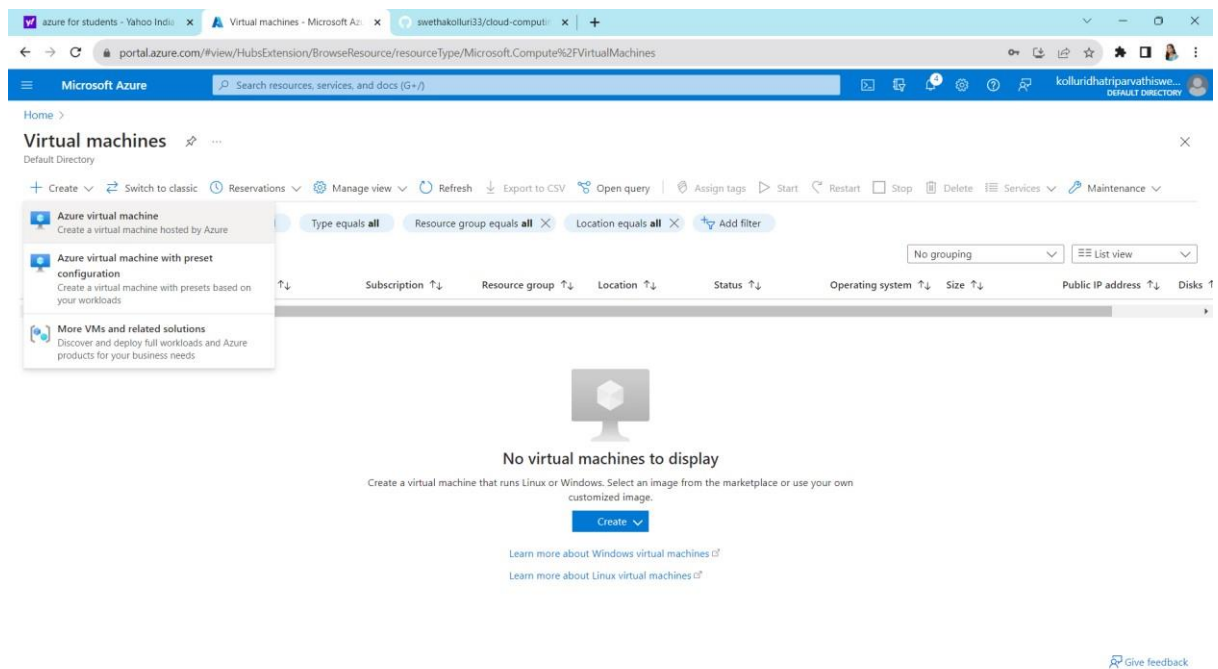 azure for students - Yahoo India
Virtual machines - Microsoft Az
swethakolluri33/cloud-computin
portal.azure.com/#view/HubsExtension/BrowseResource/resourceType/Microsoft.Compute%2FVirtualMachines
Microsoft Azure
Search resources, services, and docs (G+/)
4
kolluridhatriparvathiswe...
DEFAULT DIRECTORY
Home >
Virtual machines
Default Directory
Create
Switch to classic
Reservations
Manage view
Refresh
Export to CSV
Open query
Assign tags
Start
Restart
Stop
Delete
Services
Maintenance
Azure virtual machine
Create a virtual machine hosted by Azure
Azure virtual machine with preset
configuration
Create a virtual machine with presets based on
your workloads
More VMs and related solutions
Discover and deploy full workloads and Azure
products for your business needs
Type equals all
Resource group equals all
Location equals all
Add filter
No grouping
List view
Subscription
Resource group
Location
Status
Operating system
Size
Public IP address
Disks
No virtual machines to display
Create a virtual machine that runs Linux or Windows. Select an image from the marketplace or use your own
customized image.
Create
Learn more about Windows virtual machines
Learn more about Linux virtual machines
Give feedback